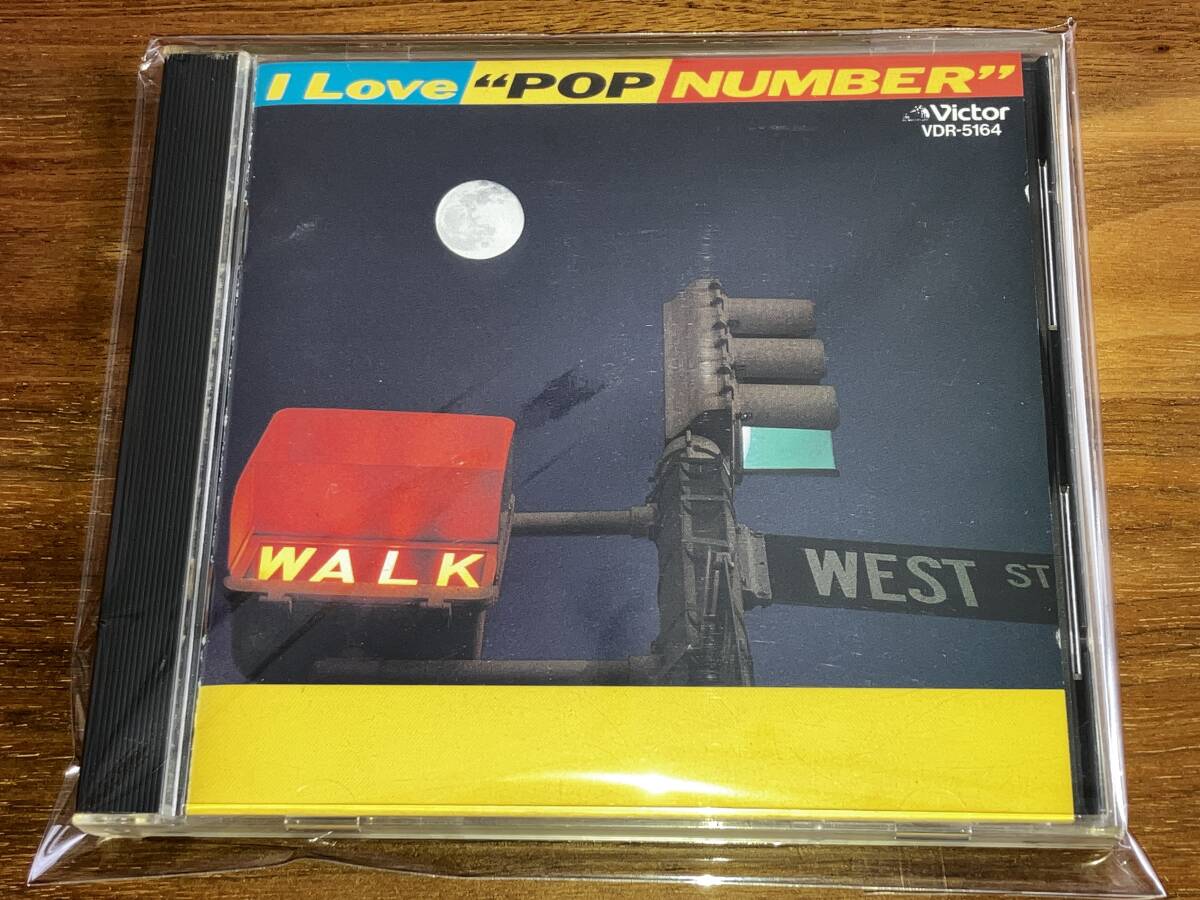 I Love “POP NUMBER”
Victor
VDR-5164
WALK
WEST ST